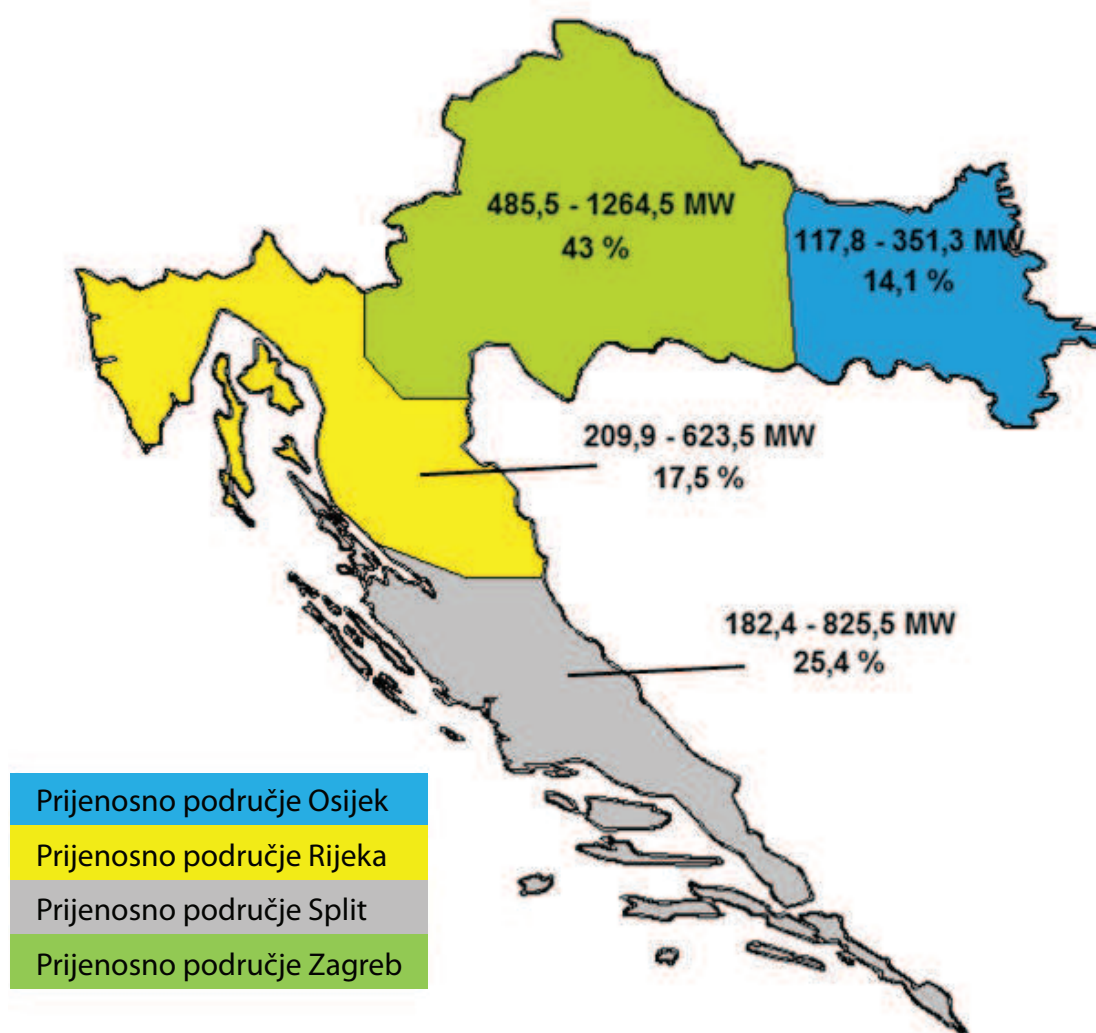 485,5 - 1264,5 MW
43 %
117,8 - 351,3 MW
14,1 %
209,9 - 623,5 MW
17,5 %
182,4 - 825,5 MW
25,4 %
Prijenosno područje Osijek
Prijenosno područje Rijeka
Prijenosno područje Split
Prijenosno područje Zagreb